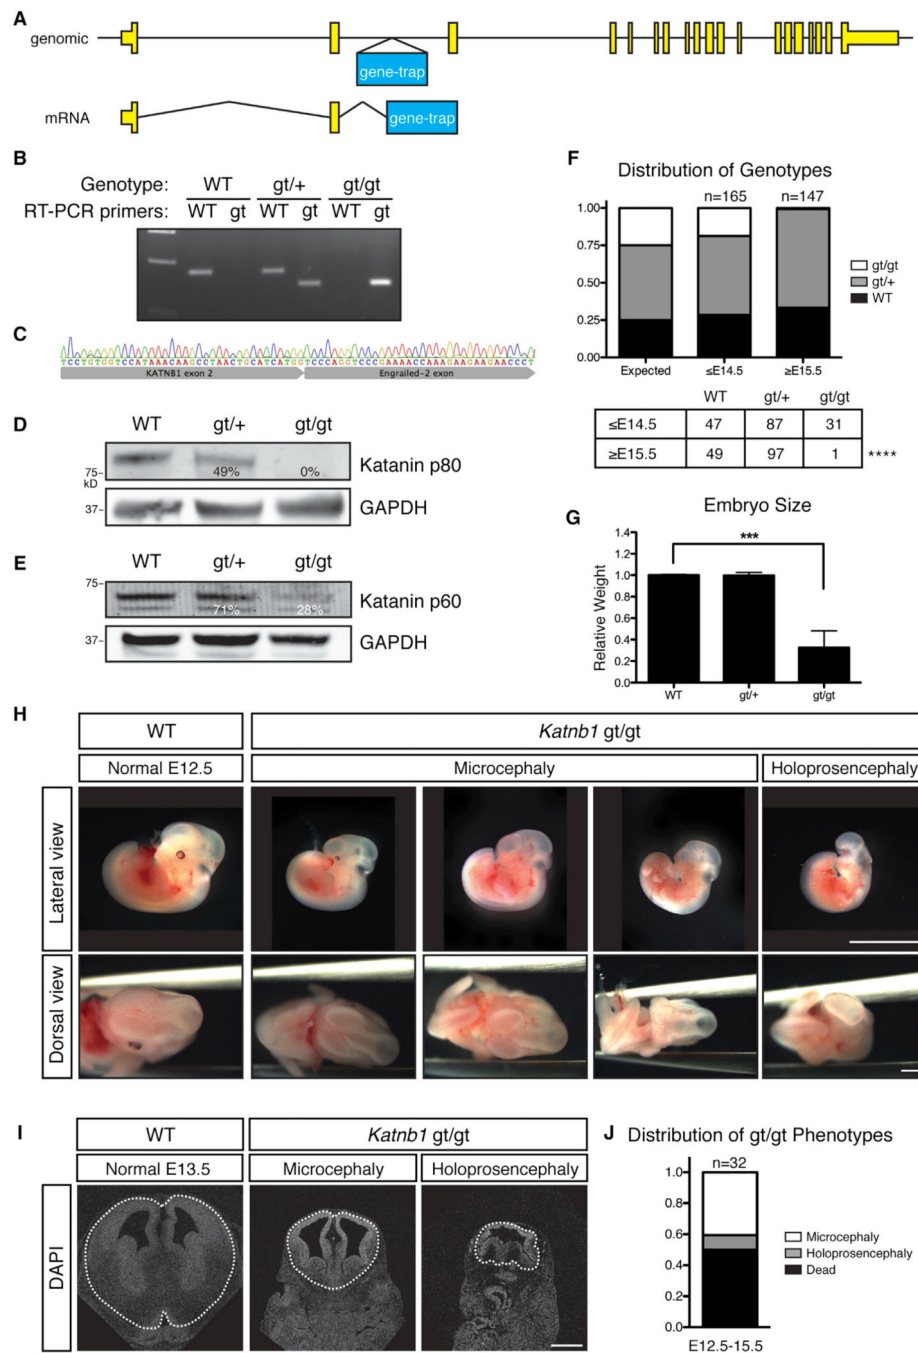 A
genomic
gene-trap
mRNA
gene-trap
B
Genotype: WT gt/+ gt/gt
RT-PCR primers: WT gt WT gt WT gt
C
TCCTGTGGTCCATAAACAAGCCTAACTGCATCATGGTCCCAGGTCCCGAAAACCAAAGAAGAAGAACCCT
KATNB1 exon 2 Engrailed-2 exon
D
WT gt/+ gt/gt
75-
kD
49% 0%
Katanin p80
37-
GAPDH
E
WT gt/+ gt/gt
75-
71% 28%
Katanin p60
37-
GAPDH
F
Distribution of Genotypes
n=165 n=147
1.00
0.75
0.50
0.25
0.00
Expected ≤E14.5 ≥E15.5
gt/gt
gt/+
WT
WT gt/+ gt/gt
≤E14.5 47 87 31
≥E15.5 49 97 1 ****
G
Embryo Size
Relative Weight
1.4
1.2
1.0
0.8
0.6
0.4
0.2
0.0
***
WT gt/+ gt/gt
H
WT Katnb1 gt/gt
Normal E12.5 Microcephaly Holoprosencephaly
Lateral view
Dorsal view
I
WT Katnb1 gt/gt
Normal E13.5 Microcephaly Holoprosencephaly
DAPI
J
Distribution of gt/gt Phenotypes
n=32
1.0
0.8
0.6
0.4
0.2
0.0
Microcephaly
Holoprosencephaly
Dead
E12.5-15.5